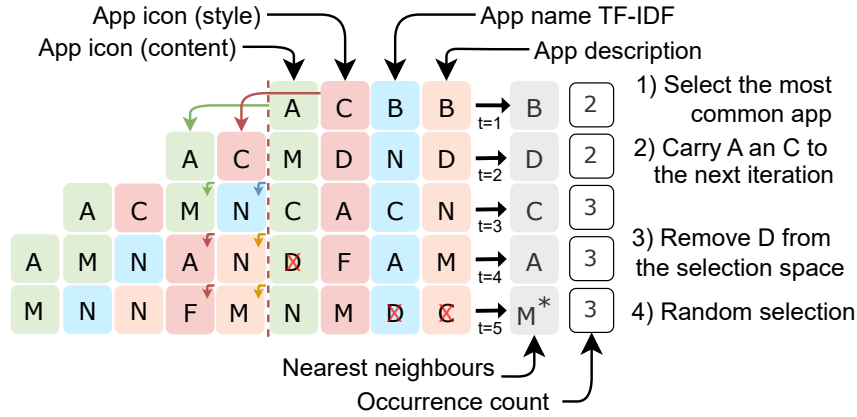 App icon (style)
App name TF-IDF
App icon (content)
App description
A C B B t=1 B 2
1) Select the most
common app
A C M D N D t=2 D 2
2) Carry A an C to
the next iteration
A C M N C A C N t=3 C 3
3) Remove D from
the selection space
A M N A N D F A M t=4 A 3
M N N F M N M D C t=5 M* 3
4) Random selection
Nearest neighbours
Occurrence count